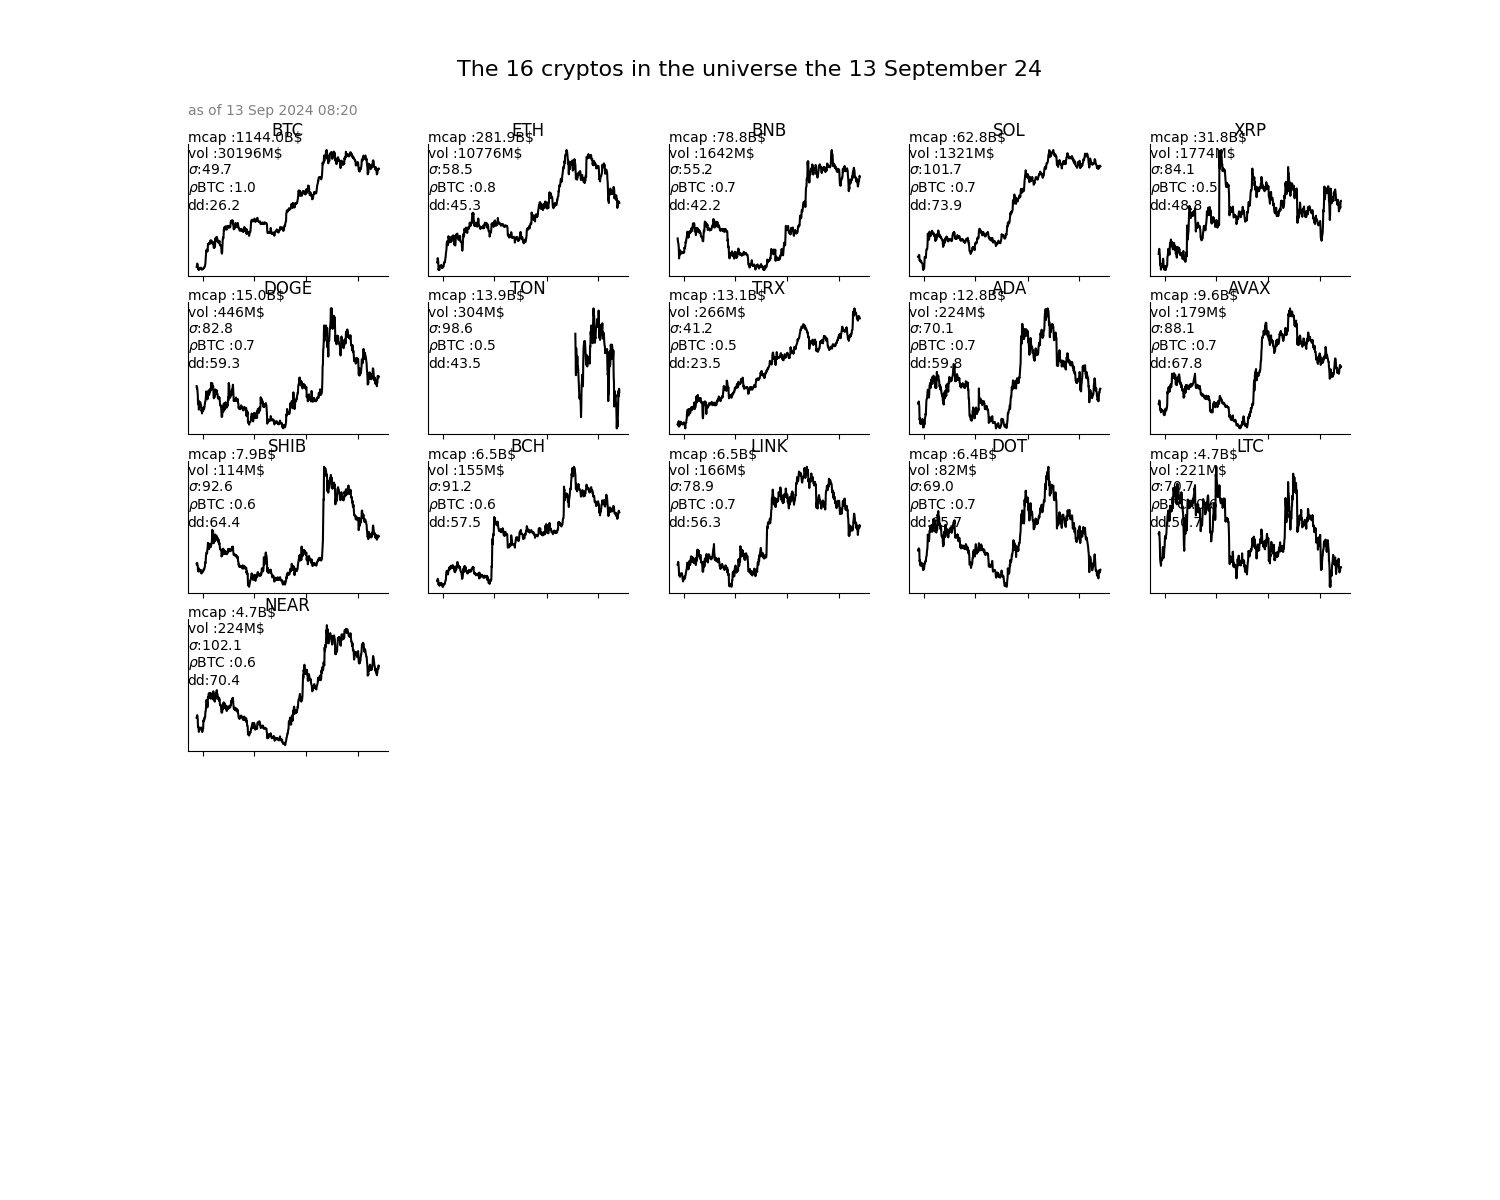 The 16 cryptos in the universe the 13 September 24
as of 13 Sep 2024 08:20
BTC
mcap :1144.0B$
vol :30196M$
σ:49.7
ρBTC :1.0
dd:26.2
ETH
mcap :281.9B$
vol :10776M$
σ:58.5
ρBTC :0.8
dd:45.3
BNB
mcap :78.8B$
vol :1642M$
σ:55.2
ρBTC :0.7
dd:42.2
SOL
mcap :62.8B$
vol :1321M$
σ:101.7
ρBTC :0.7
dd:73.9
XRP
mcap :31.8B$
vol :1774M$
σ:84.1
ρBTC :0.5
dd:48.8
DOGE
mcap :15.0B$
vol :446M$
σ:82.8
ρBTC :0.7
dd:59.3
TON
mcap :13.9B$
vol :304M$
σ:98.6
ρBTC :0.5
dd:43.5
TRX
mcap :13.1B$
vol :266M$
σ:41.2
ρBTC :0.5
dd:23.5
ADA
mcap :12.8B$
vol :224M$
σ:70.1
ρBTC :0.7
dd:59.8
AVAX
mcap :9.6B$
vol :179M$
σ:88.1
ρBTC :0.7
dd:67.8
SHIB
mcap :7.9B$
vol :114M$
σ:92.6
ρBTC :0.6
dd:64.4
BCH
mcap :6.5B$
vol :155M$
σ:91.2
ρBTC :0.6
dd:57.5
LINK
mcap :6.5B$
vol :166M$
σ:78.9
ρBTC :0.7
dd:56.3
DOT
mcap :6.4B$
vol :82M$
σ:69.0
ρBTC :0.7
LTC
mcap :4.7B$
vol :221M$
NEAR
mcap :4.7B$
vol :224M$
σ:102.1
ρBTC :0.6
dd:70.4